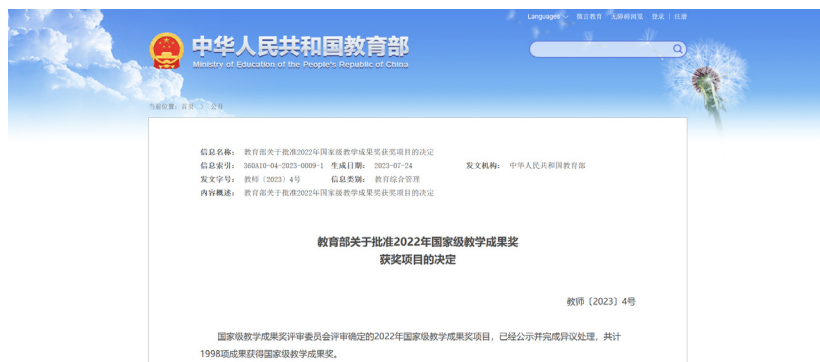 Languages 微言教育 无障碍浏览 登录 | 注册
中华人民共和国教育部
Ministry of Education of the People's Republic of China
当前位置：首页 > 公开
信息名称： 教育部关于批准2022年国家级教学成果奖获奖项目的决定
信息索引： 360A10-04-2023-0009-1 生成日期： 2023-07-24 发文机构： 中华人民共和国教育部
发文字号： 教师〔2023〕4号 信息类别： 教育综合管理
内容概述： 教育部关于批准2022年国家级教学成果奖获奖项目的决定
教育部关于批准2022年国家级教学成果奖
获奖项目的决定
教师〔2023〕4号
国家级教学成果奖评审委员会评审确定的2022年国家级教学成果奖项目，已经公示并完成异议处理，共计
1998项成果获得国家级教学成果奖。